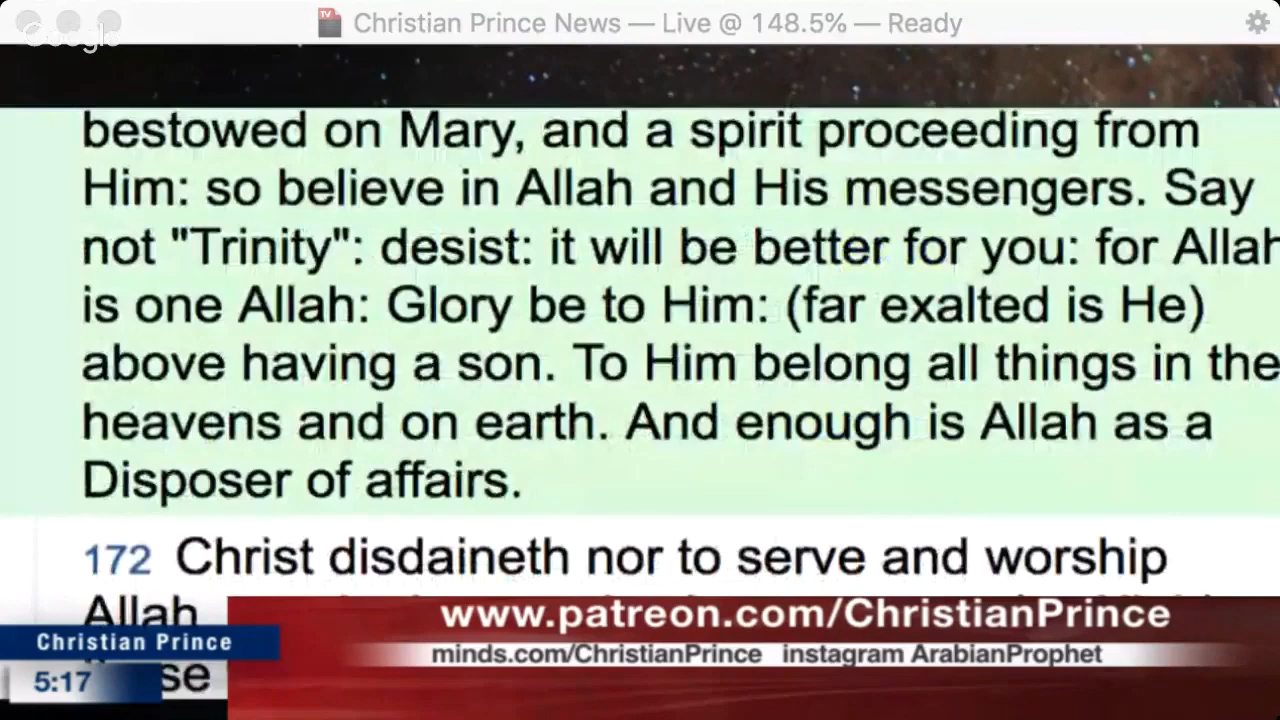 Christian Prince News — Live @ 148.5% — Ready
Google
bestowed on Mary, and a spirit proceeding from
Him: so believe in Allah and His messengers. Say
not "Trinity": desist: it will be better for you: for Allah
is one Allah: Glory be to Him: (far exalted is He)
above having a son. To Him belong all things in the
heavens and on earth. And enough is Allah as a
Disposer of affairs.
172 Christ disdaineth nor to serve and worship
Allah
www.patreon.com/ChristianPrince
Christian Prince
minds.com/ChristianPrince instagram ArabianProphet
5:17